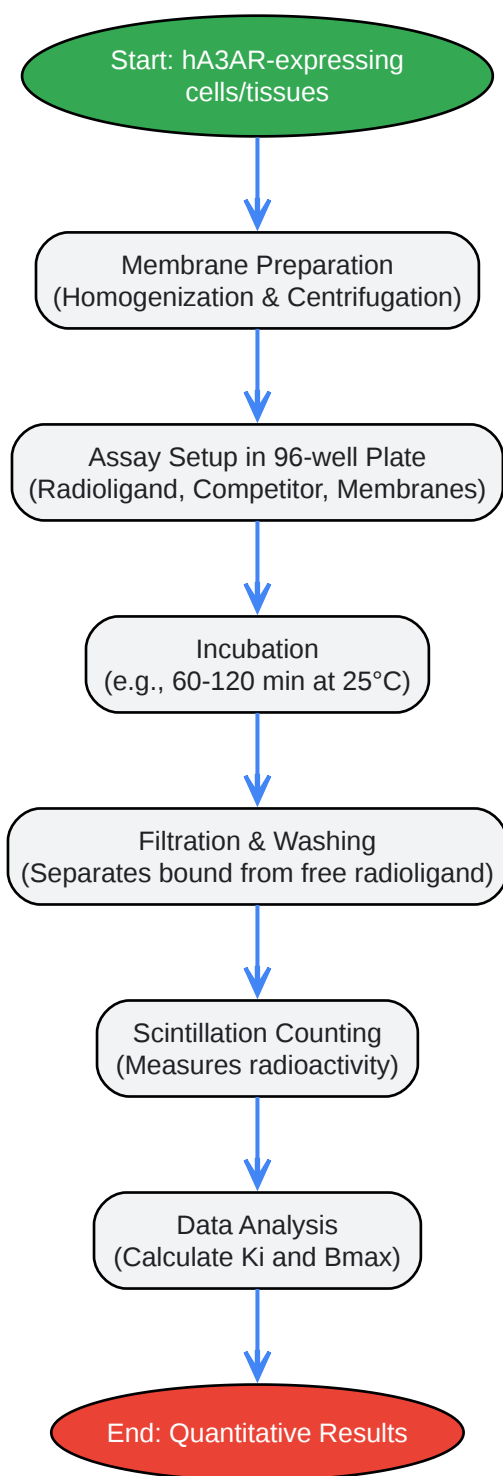 Start: hA3AR-expressing
cells/tissues
Membrane Preparation
(Homogenization & Centrifugation)
Assay Setup in 96-well Plate
(Radioligand, Competitor, Membranes)
Incubation
(e.g., 60-120 min at 25°C)
Filtration & Washing
(Separates bound from free radioligand)
Scintillation Counting
(Measures radioactivity)
Data Analysis
(Calculate Ki and Bmax)
End: Quantitative Results